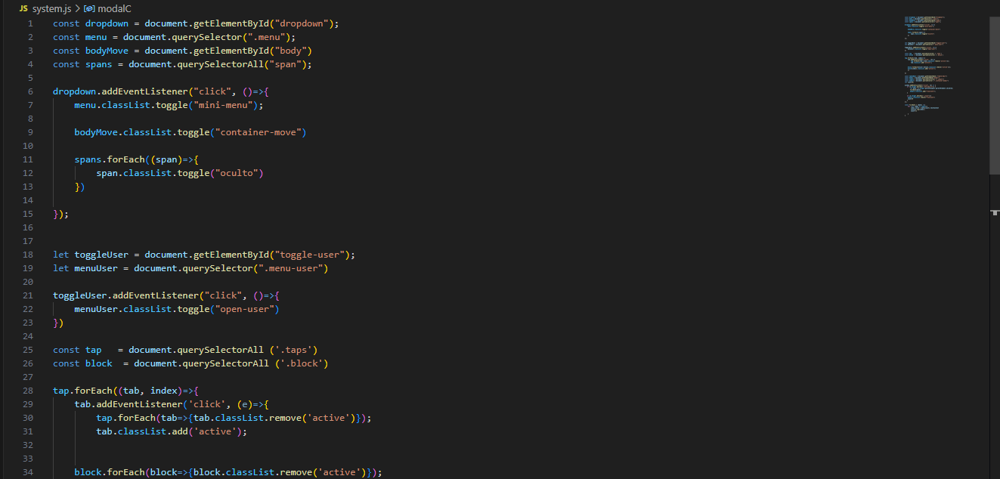 JS system.js > modalC
1 const dropdown = document.getElementById("dropdown");
2 const menu = document.querySelector(".menu");
3 const bodyMove = document.getElementById("body")
4 const spans = document.querySelectorAll("span");
5
6 dropdown.addEventListener("click", ()=>{
7 menu.classList.toggle("mini-menu");
8
9 bodyMove.classList.toggle("container-move")
10
11 spans.forEach((span)=>{
12 span.classList.toggle("oculto")
13 })
14
15 });
16
17
18 let toggleUser = document.getElementById("toggle-user");
19 let menuUser = document.querySelector(".menu-user")
20
21 toggleUser.addEventListener("click", ()=>{
22 menuUser.classList.toggle("open-user")
23 })
24
25 const tap   = document.querySelectorAll ('.taps')
26 const block  = document.querySelectorAll ('.block')
27
28 tap.forEach((tab, index)=>{
29 tab.addEventListener('click', (e)=>{
30 tap.forEach(tab=>{tab.classList.remove('active')});
31 tab.classList.add('active');
32
33
34 block.forEach(block=>{block.classList.remove('active')});